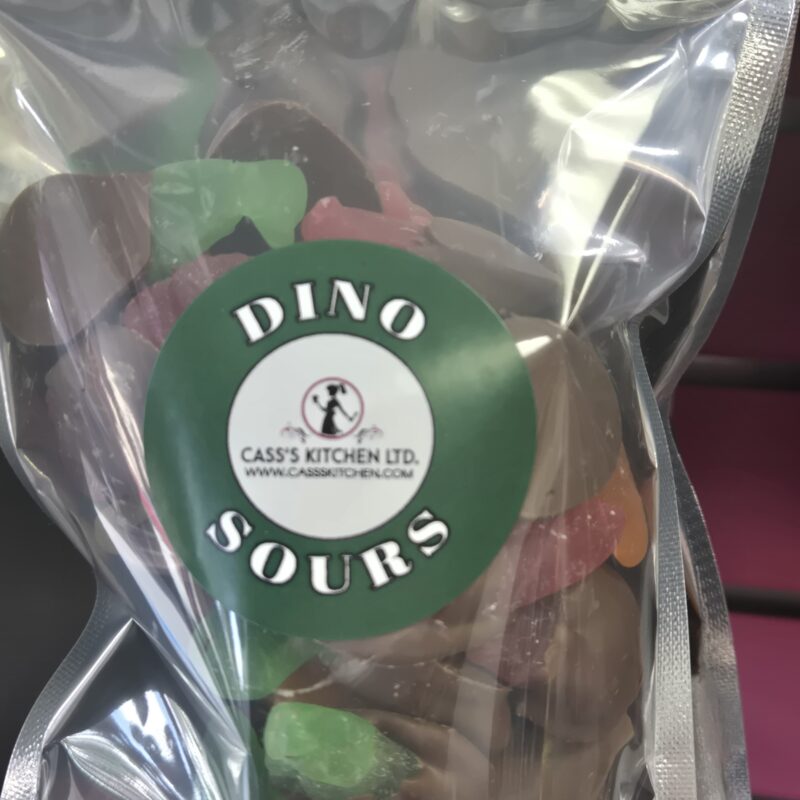 DINO
CASS'S KITCHEN LTD.
WWW.CASSSKITCHEN.COM
SOURS